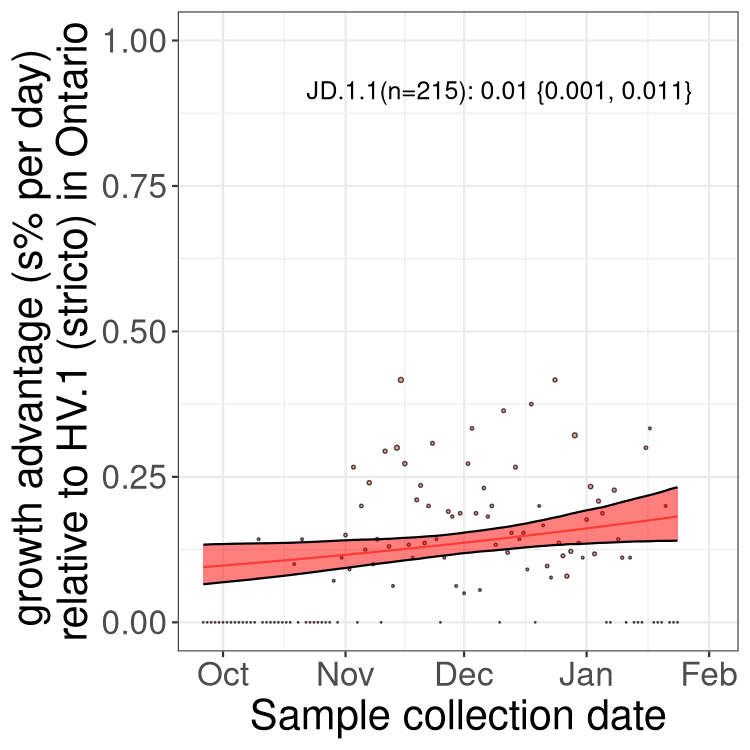 growth advantage (s% per day)
relative to HV.1 (stricto) in Ontario
1.00
0.75
0.50
0.25
0.00
JD.1.1(n=215): 0.01 {0.001, 0.011}
Oct Nov Dec Jan Feb
Sample collection date